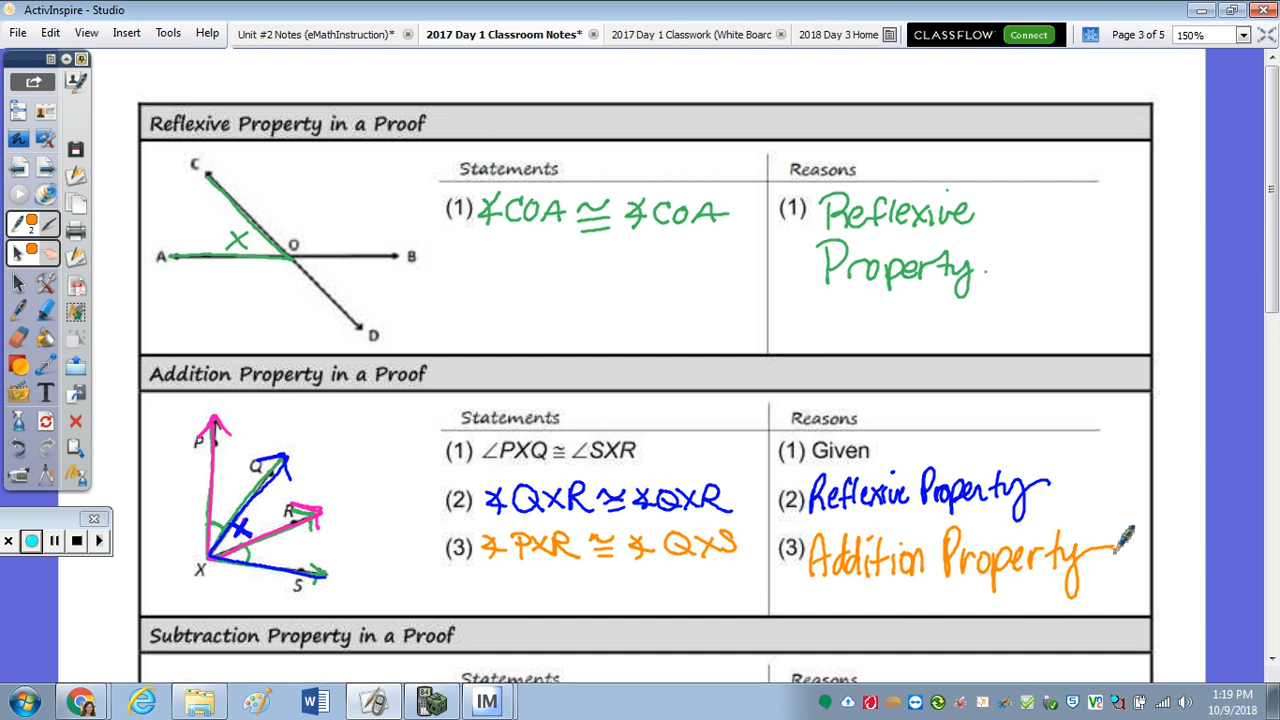 ActivInspire - Studio
File Edit View Insert Tools Help
Unit #2 Notes (eMathInstruction)*
2017 Day 1 Classroom Notes*
2017 Day 1 Classwork (White Board
2018 Day 3 Home
CLASSFLOW Connect
Page 3 of 5
150%
2
Reflexive Property in a Proof
C
A
X
O
B
D
Statements
Reasons
(1) ∡COA ≅ ∡COA
(1) Reflexive
Property.
Addition Property in a Proof
P
Q
R
X
X
S
Statements
Reasons
(1) ∠PXQ ≅ ∠SXR
(1) Given
(2) ∡QXR ≅ ∡QXR
(2) Reflexive Property
(3) ∡PXR ≅ ∡QXS
(3) Addition Property
Subtraction Property in a Proof
Statements
Reasons
IM
1:19 PM
10/9/2018